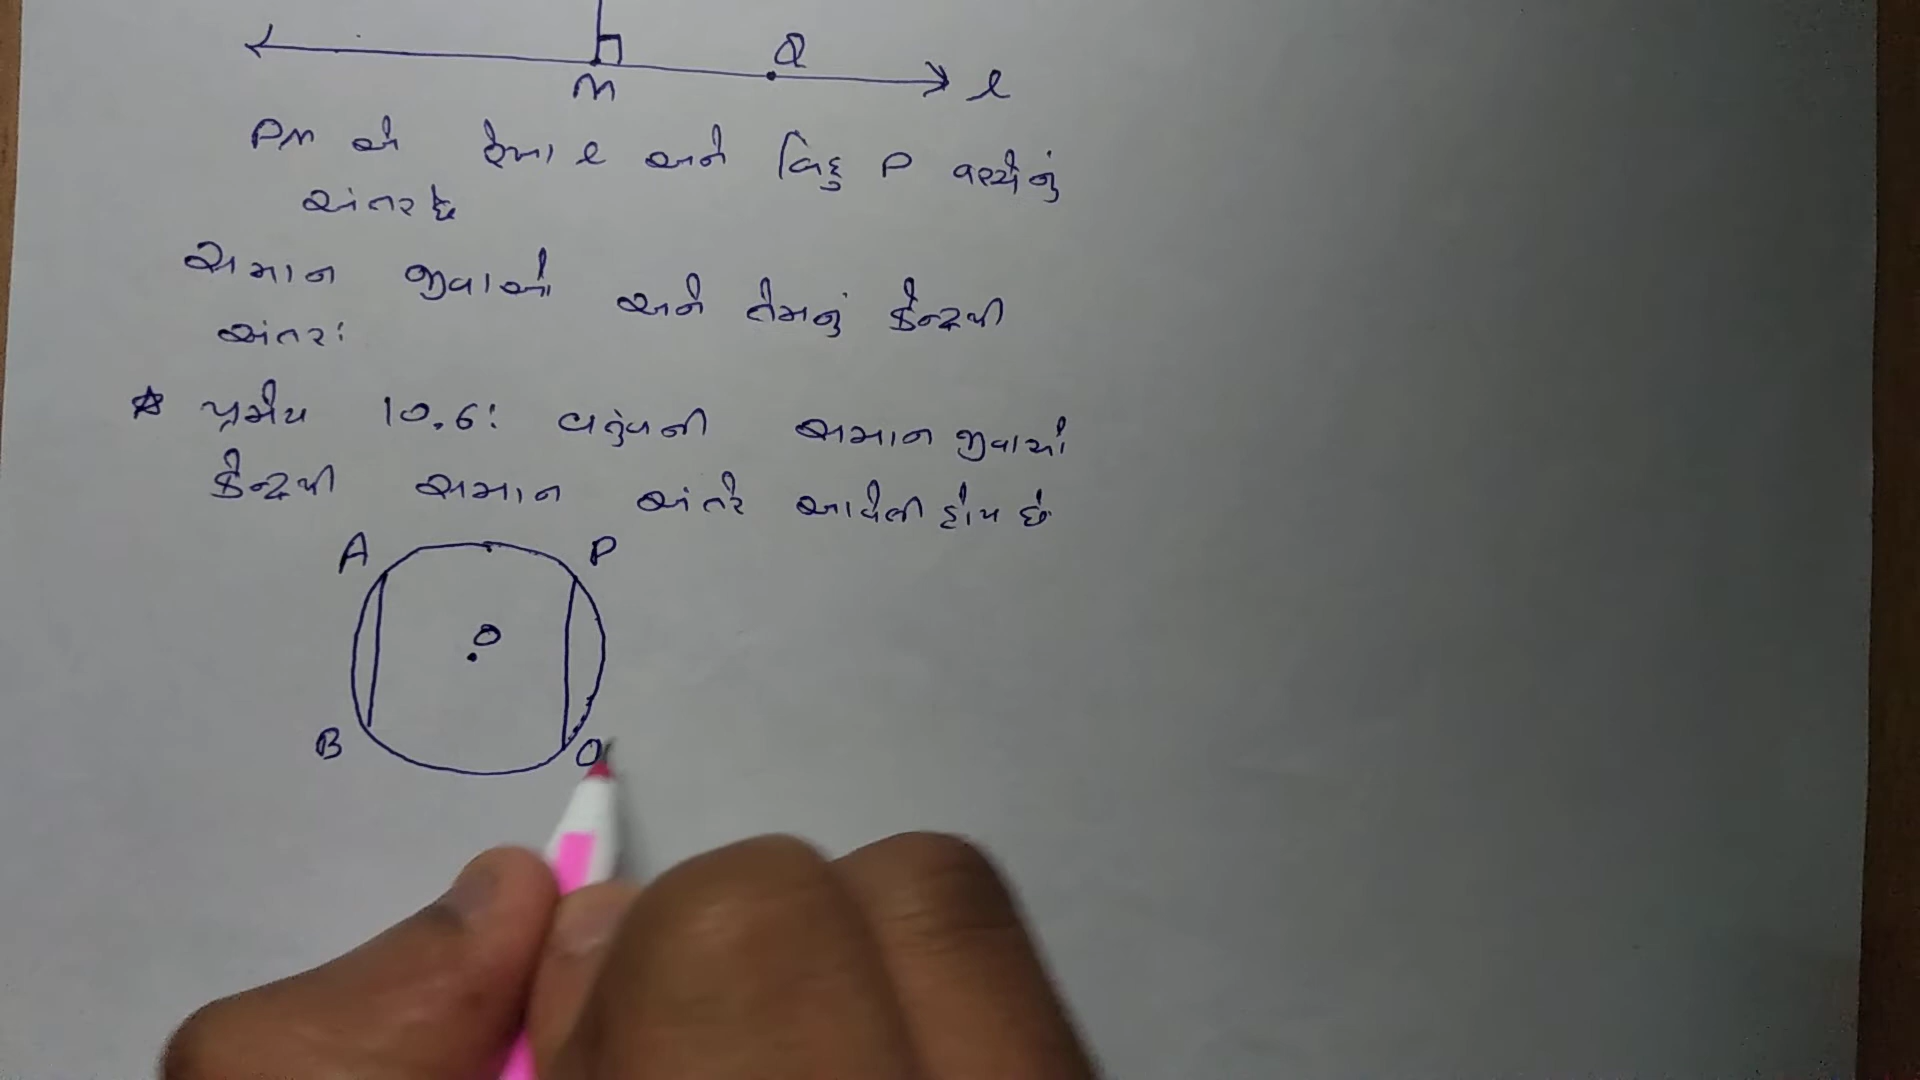 Q
M
l
PM એ રેખા l અને બિંદુ P વચ્ચેનું
અંતર છે
સમાન જીવાઓ અને તેમનું કેન્દ્રથી
અંતર:
☆ પ્રમેય 10.6: વર્તુળની સમાન જીવાઓ
કેન્દ્રથી સમાન અંતરે આવેલી હોય છે
A P
O
B Q